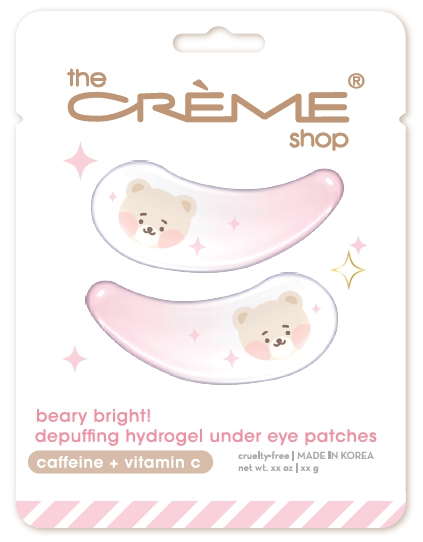 the
CRÈME®
shop
beary bright!
depuffing hydrogel under eye patches
caffeine + vitamin c
cruelty-free | MADE IN KOREA
net wt. xx oz | xx g